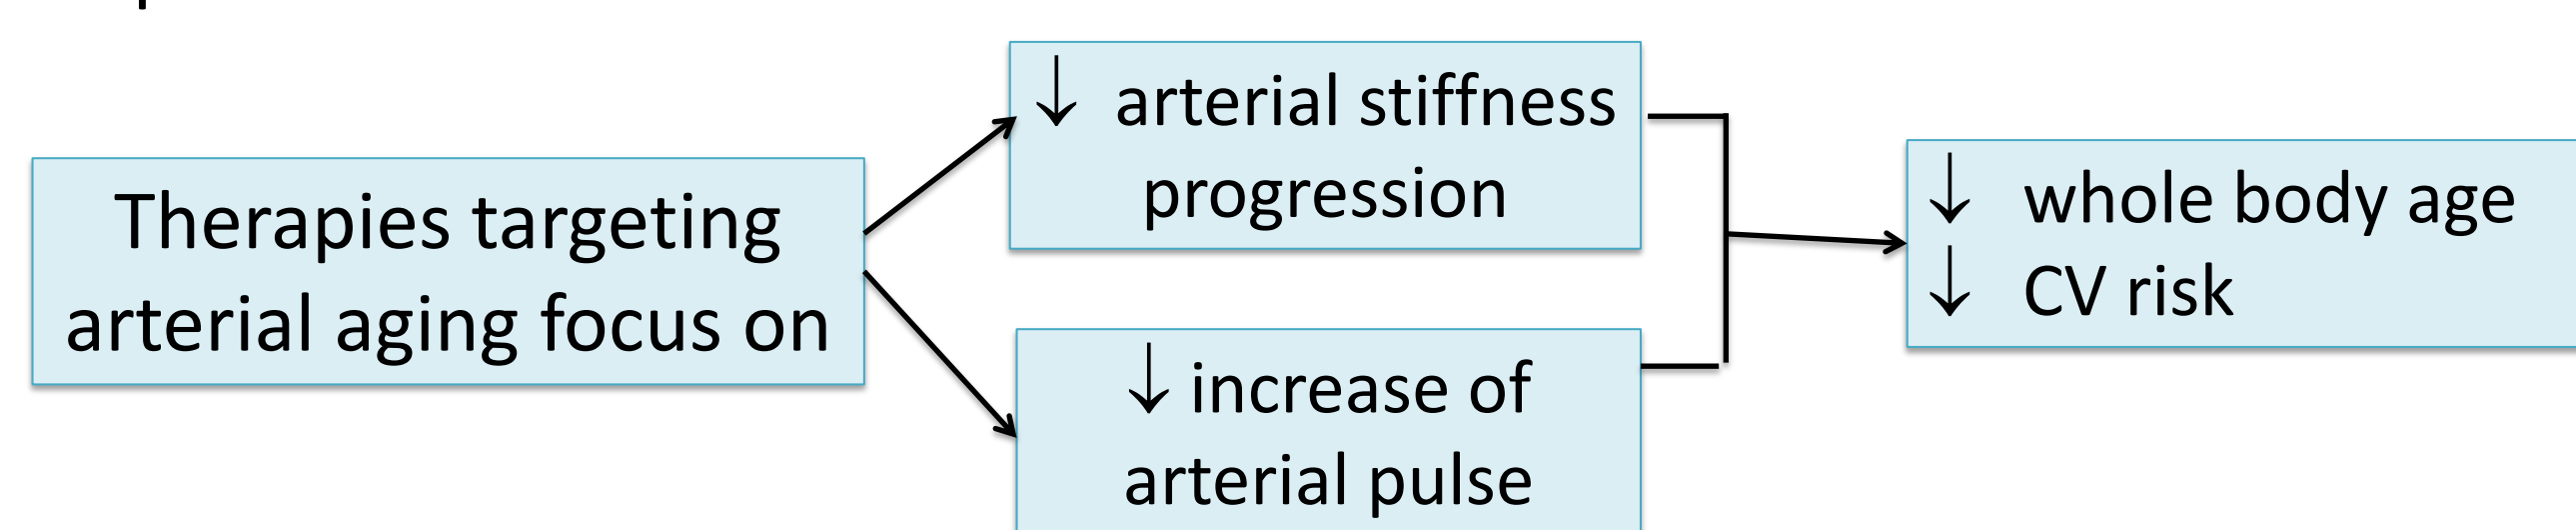 Therapies targeting
arterial aging focus on
↓ arterial stiffness
progression
↓ increase of
arterial pulse
↓ whole body age
↓ CV risk